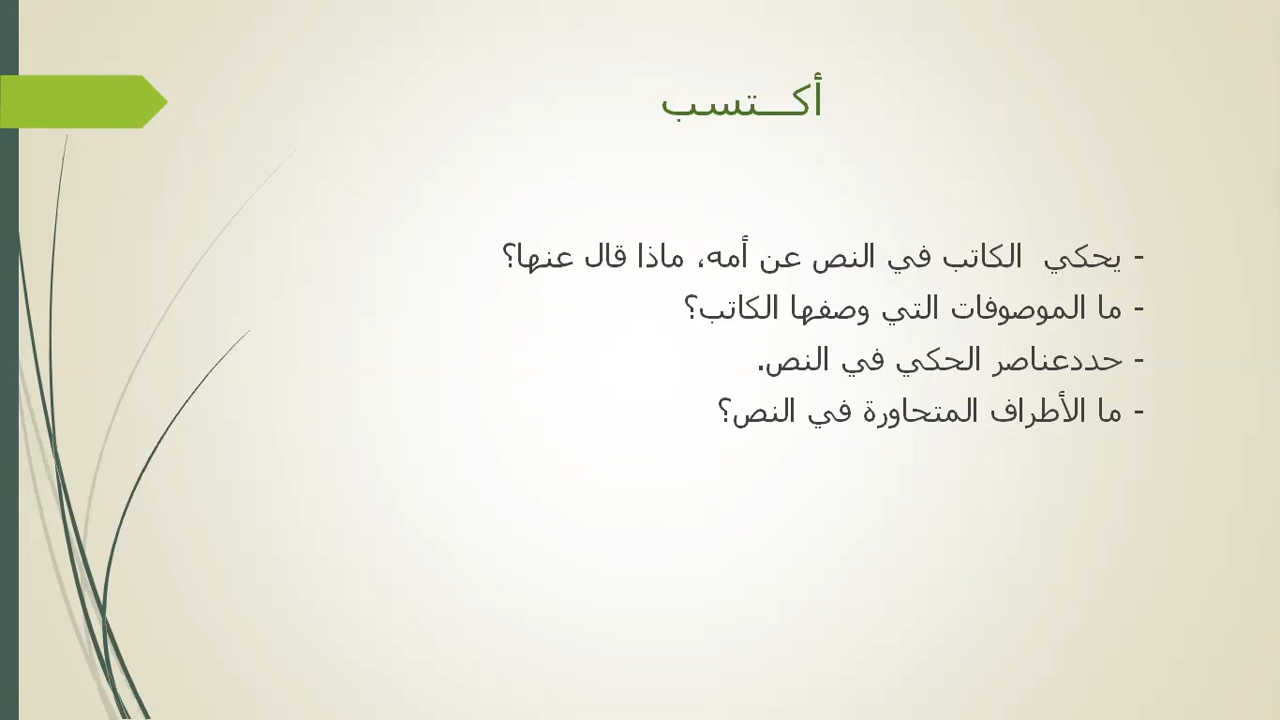 أكـــتسب
- يحكي  الكاتب في النص عن أمه، ماذا قال عنها؟
- ما الموصوفات التي وصفها الكاتب؟
- حددعناصر الحكي في النص.
- ما الأطراف المتحاورة في النص؟